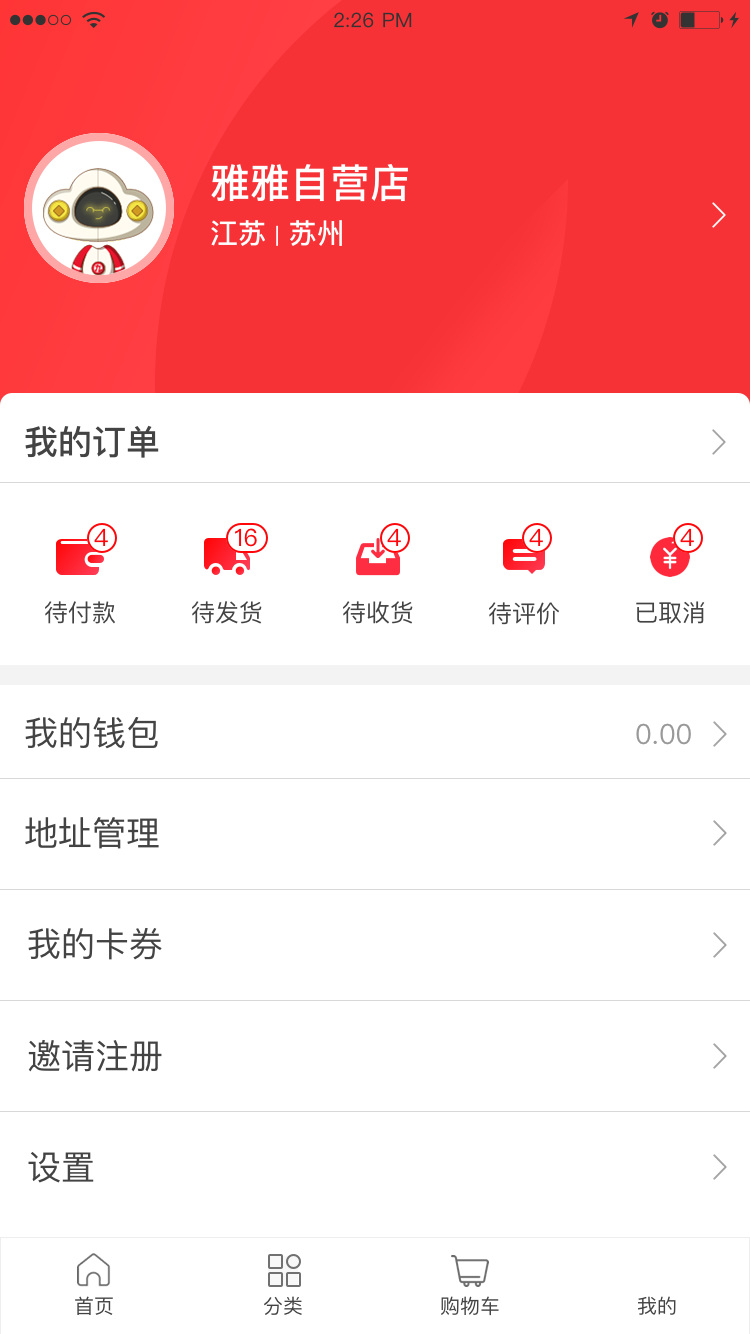 2:26 PM
雅雅自营店
江苏 | 苏州
我的订单
4 16 4 4 4
待付款 待发货 待收货 待评价 已取消
我的钱包 0.00
地址管理
我的卡券
邀请注册
设置
首页 分类 购物车 我的